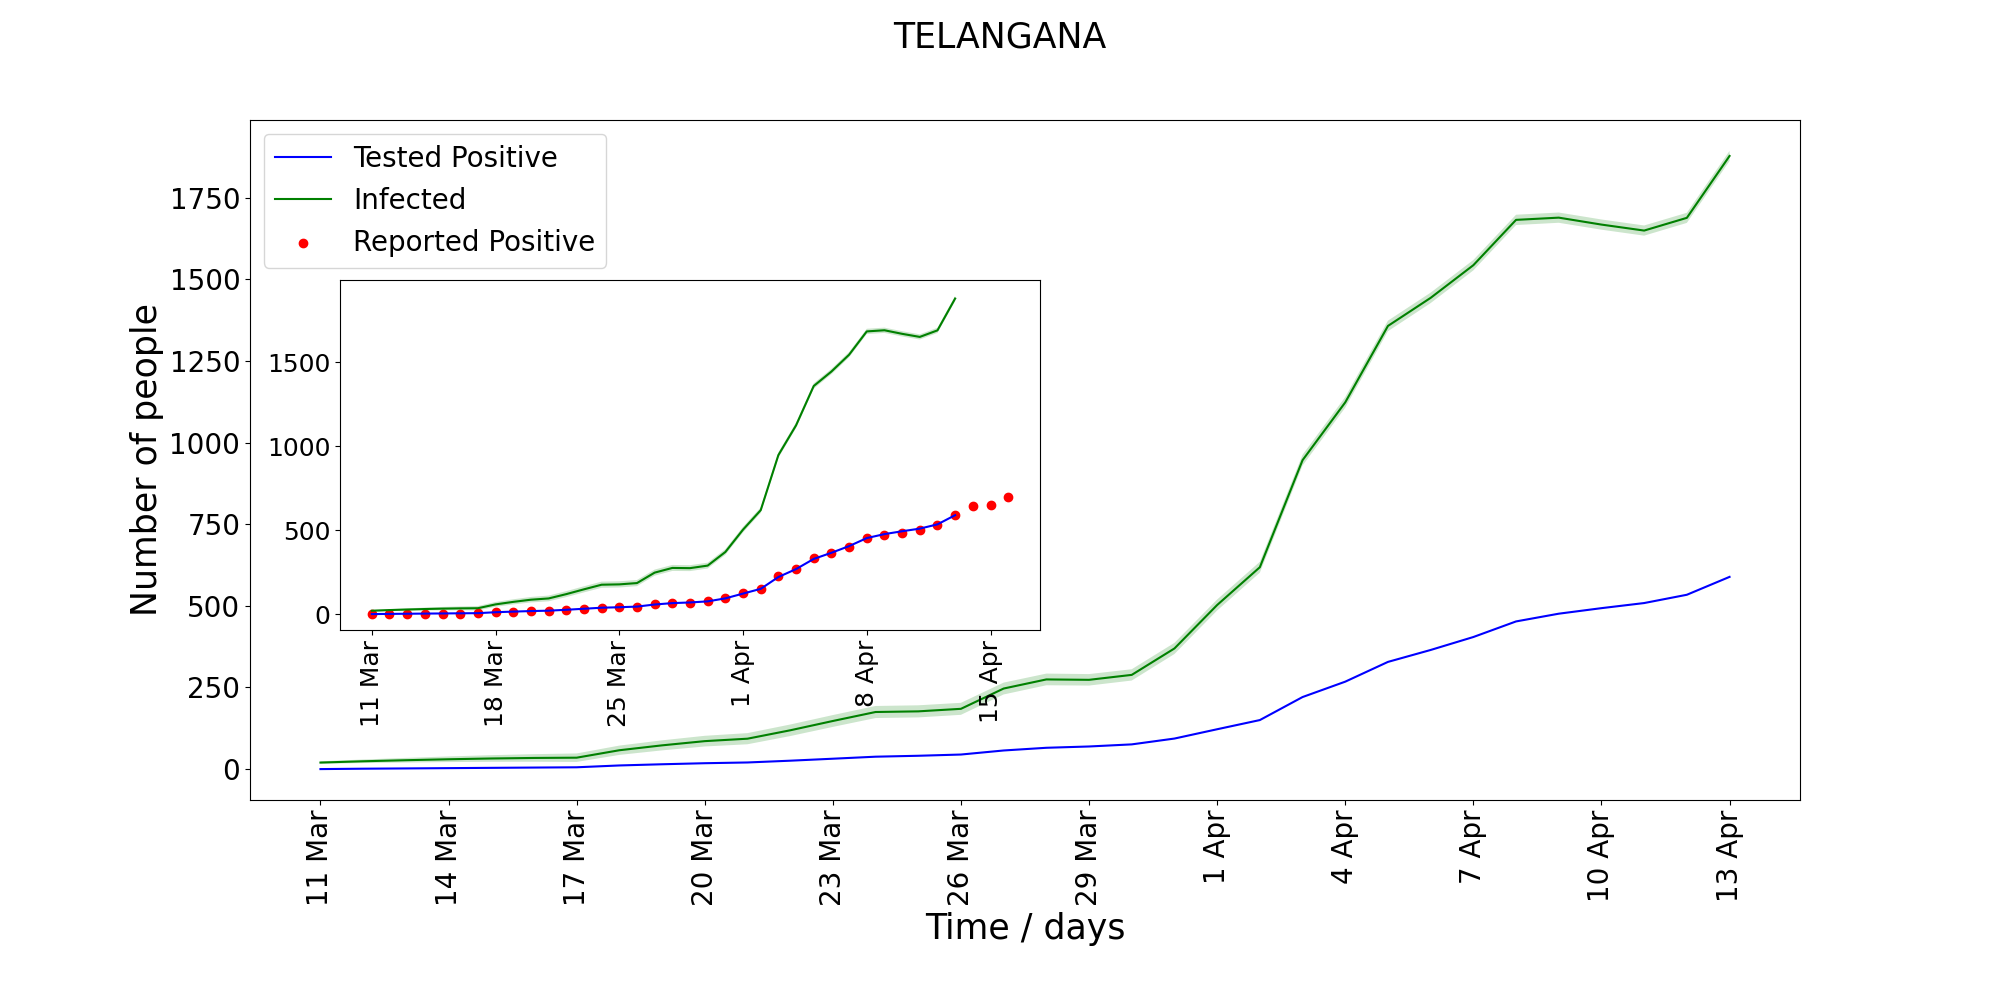 TELANGANA
Tested Positive
Infected
Reported Positive
Number of people
1750
1500
1250
1000
750
500
250
0
1500
1000
500
0
11 Mar
18 Mar
25 Mar
1 Apr
8 Apr
15 Apr
11 Mar
14 Mar
17 Mar
20 Mar
23 Mar
26 Mar
29 Mar
1 Apr
4 Apr
7 Apr
10 Apr
13 Apr
Time / days